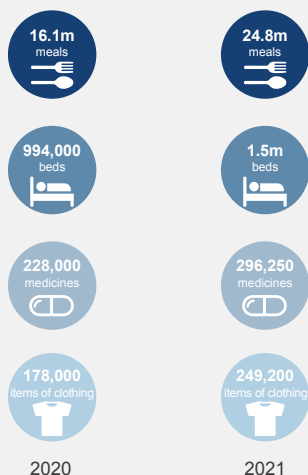 16.1m
meals
24.8m
meals
994,000
beds
1.5m
beds
228,000
medicines
296,250
medicines
178,000
items of clothing
249,200
items of clothing
2020
2021